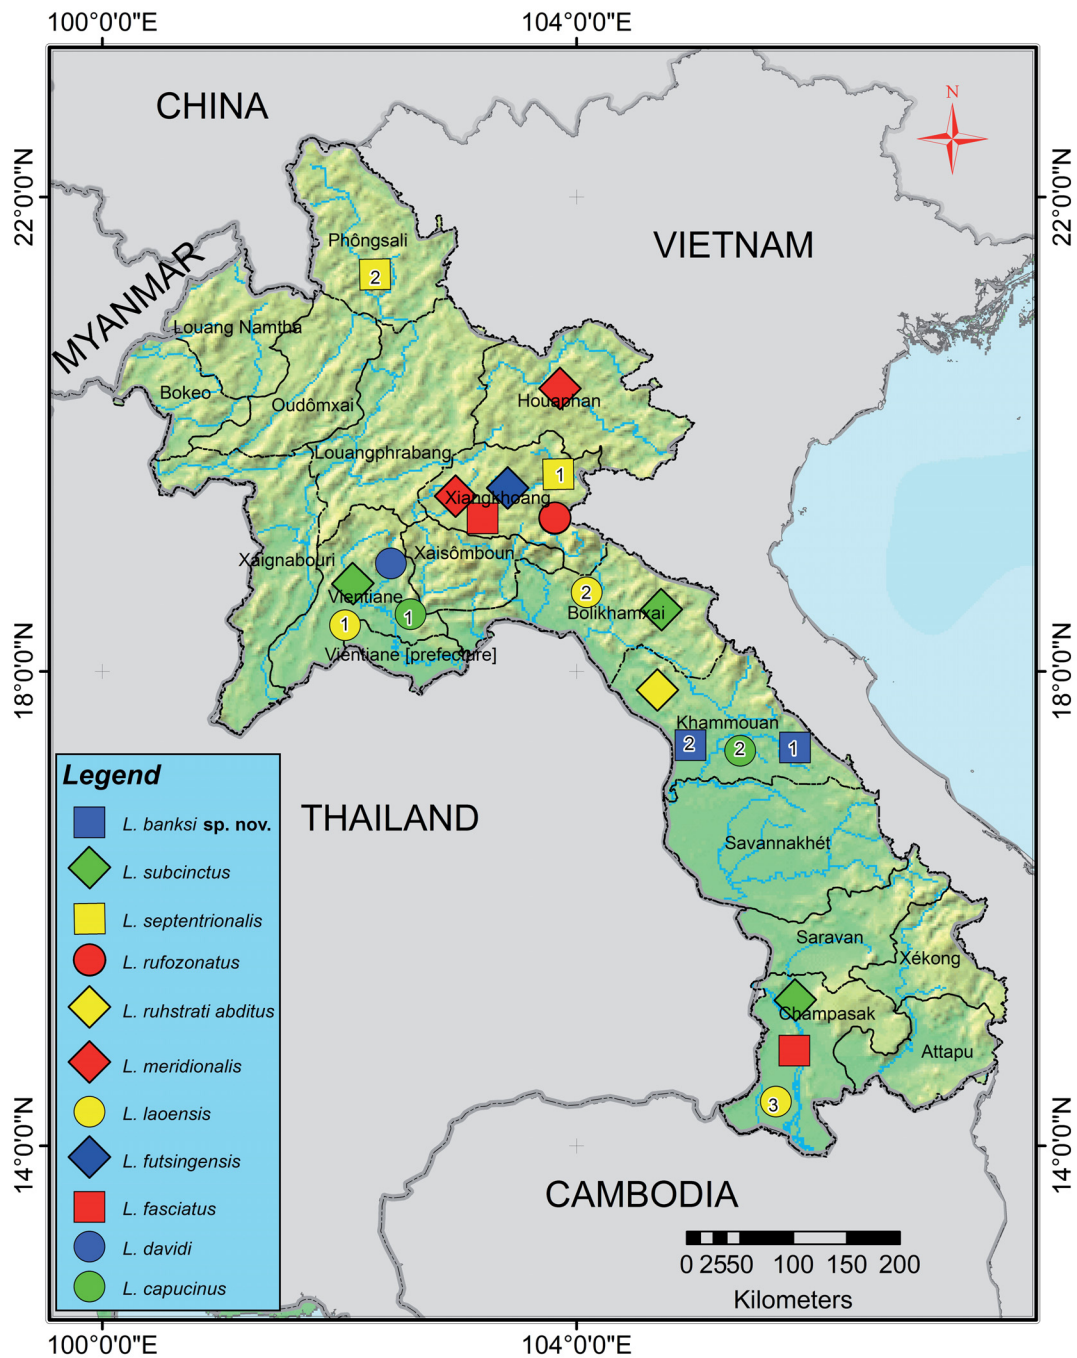 100°0'0"E
104°0'0"E
CHINA
N
22°0'0"N
22°0'0"N
Phôngsali
VIETNAM
2
MYANMAR
Louang Namtha
Bokeo
Oudômxai
Houaphan
Louangphrabang
1
Xiangkhoang
Xaignabouri
Xaisômboun
Vientiane
2
Bolikhamxai
1
1
Vientiane [prefecture]
18°0'0"N
18°0'0"N
Khammouan
2
2
1
Legend
L. banksi sp. nov.
L. subcinctus
L. septentrionalis
L. rufozonatus
L. ruhstrati abditus
L. meridionalis
L. laoensis
L. futsingensis
L. fasciatus
L. davidi
L. capucinus
THAILAND
Savannakhét
Saravan
Xékong
Champasak
Attapu
3
14°0'0"N
14°0'0"N
CAMBODIA
0 2550 100 150 200
Kilometers
100°0'0"E
104°0'0"E